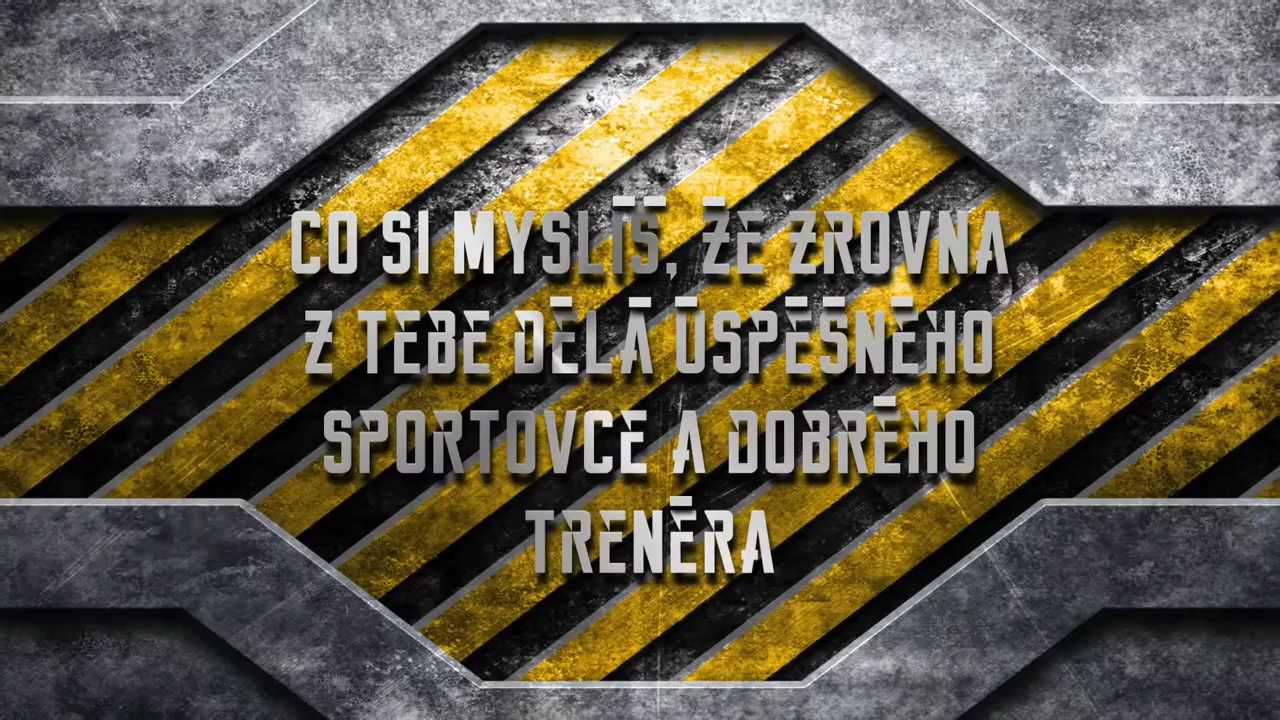 CO SI MYSLÍŠ, ŽE ZROVNA
Z TEBE DĚLÁ ÚSPĚŠNÉHO
SPORTOVCE A DOBRÉHO
TRENÉRA